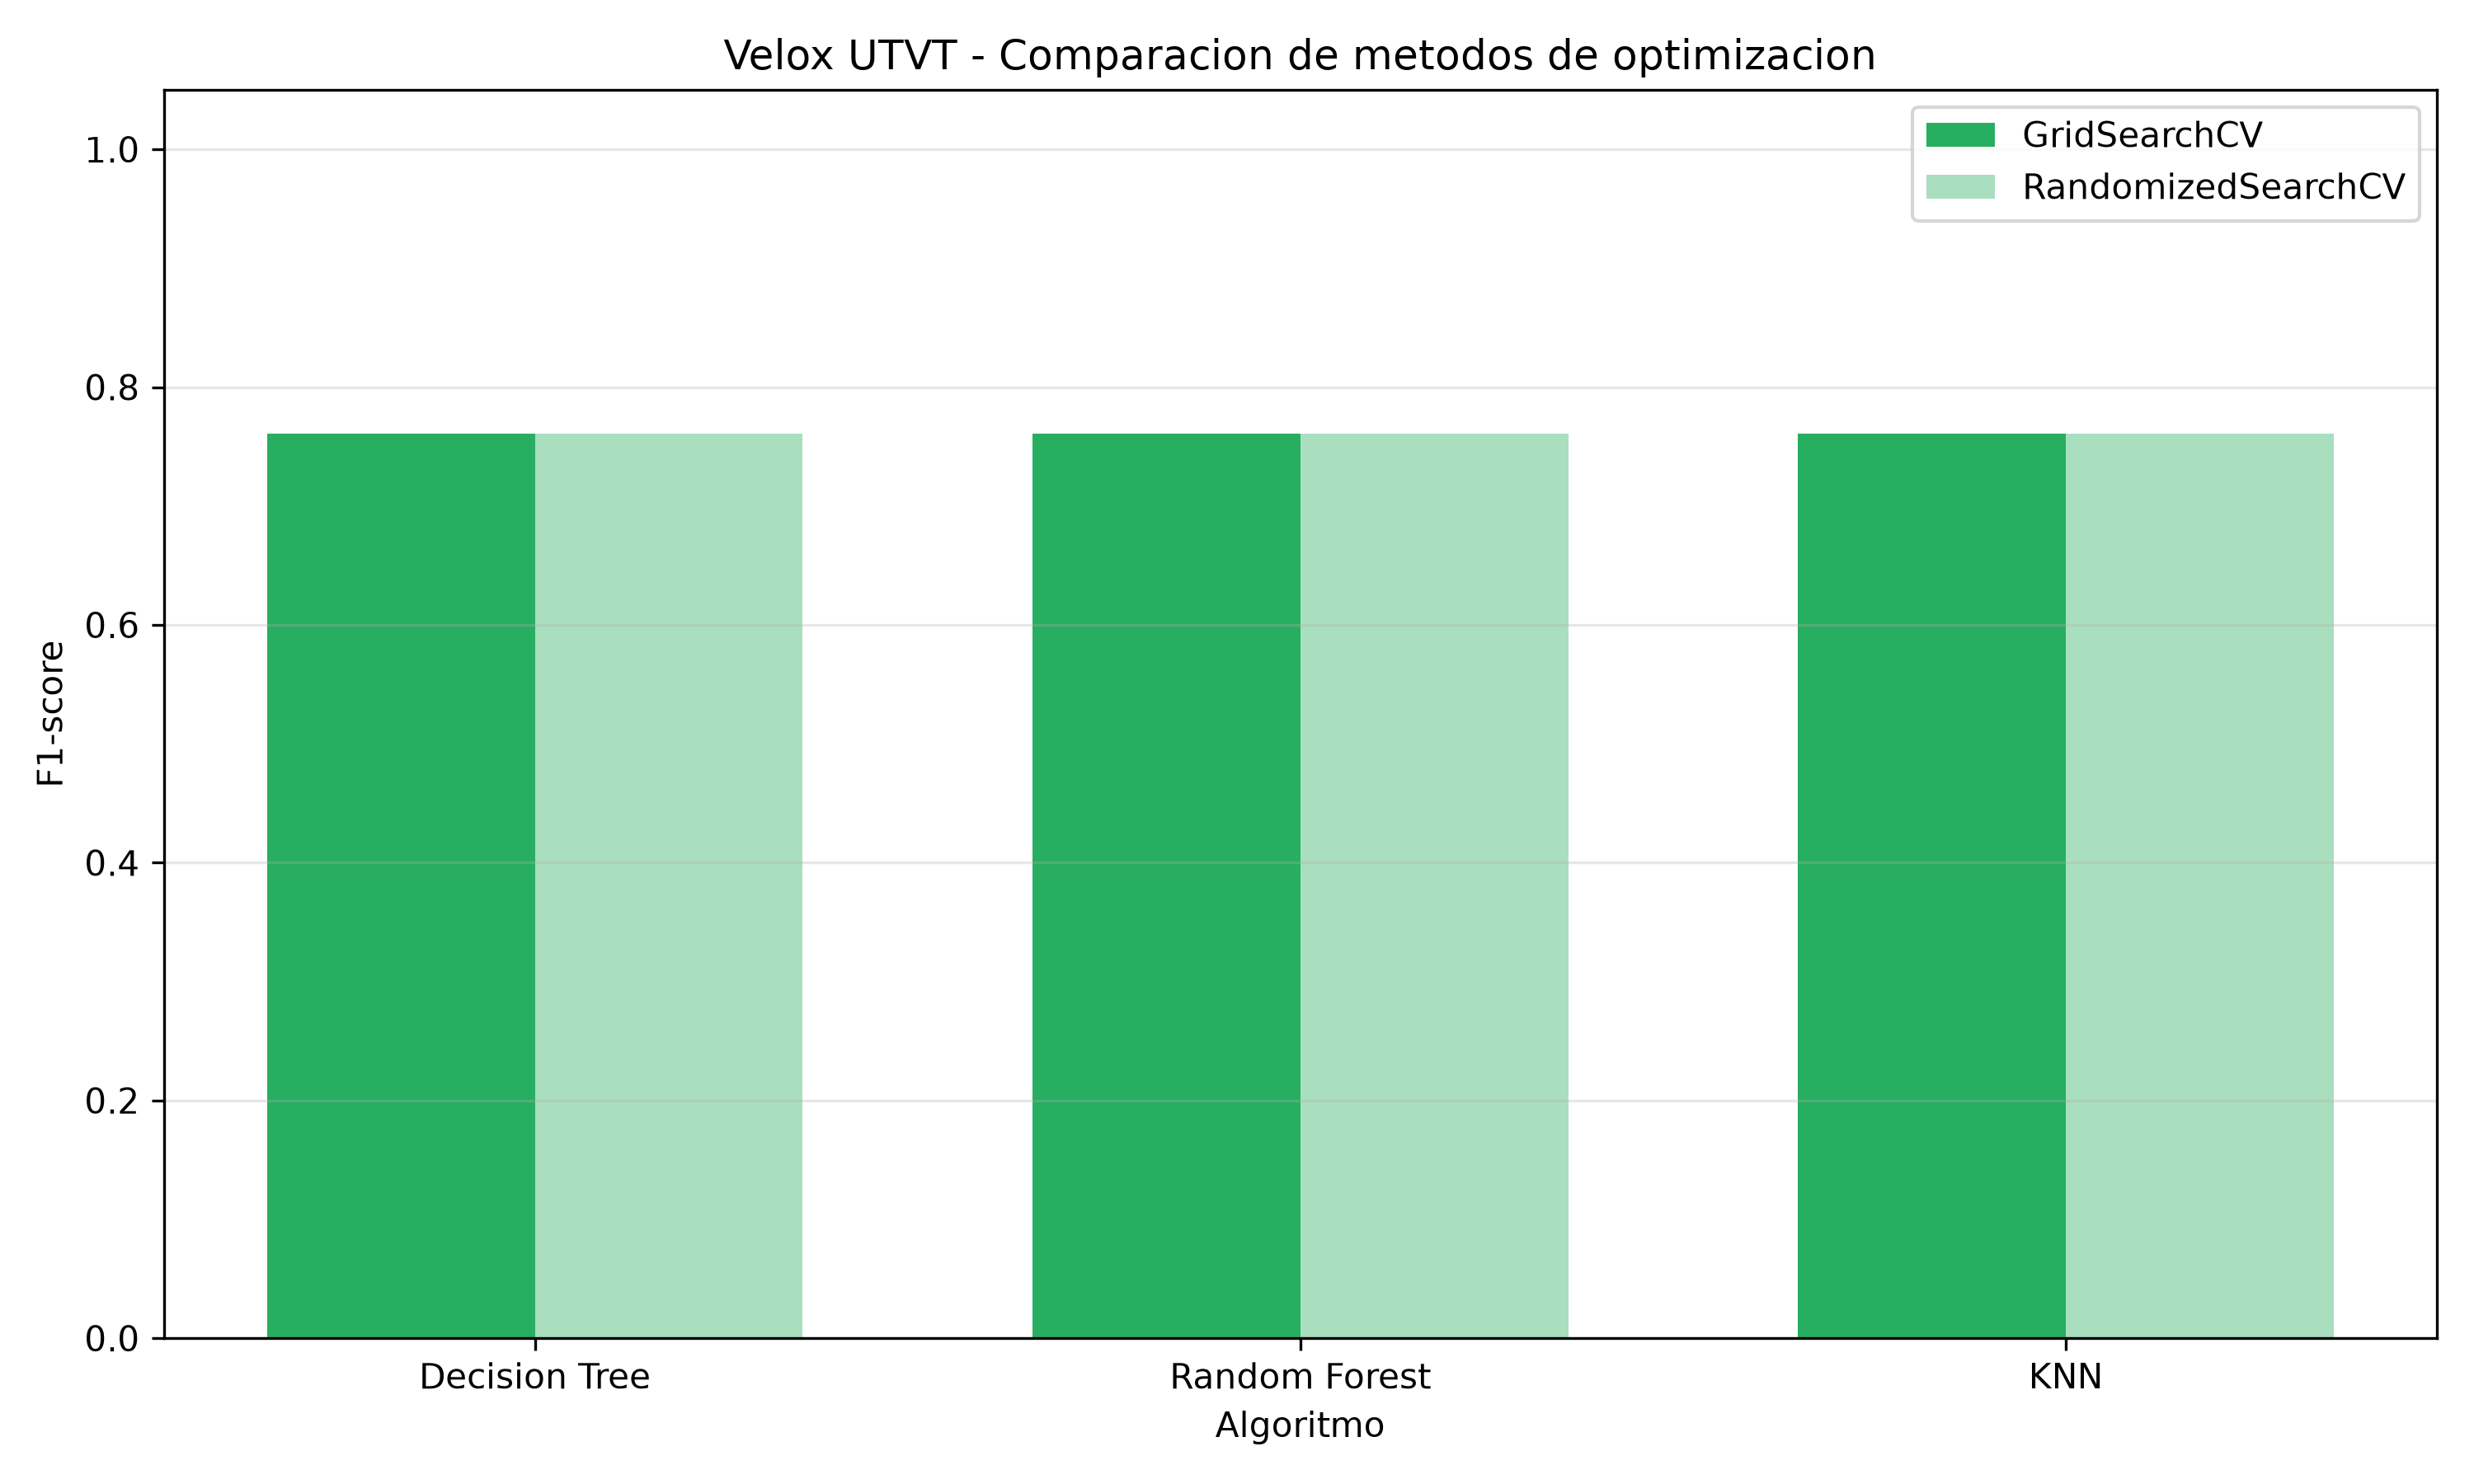 Velox UTVT - Comparacion de metodos de optimizacion
GridSearchCV
RandomizedSearchCV
F1-score
1.0
0.8
0.6
0.4
0.2
0.0
Decision Tree
Random Forest
KNN
Algoritmo